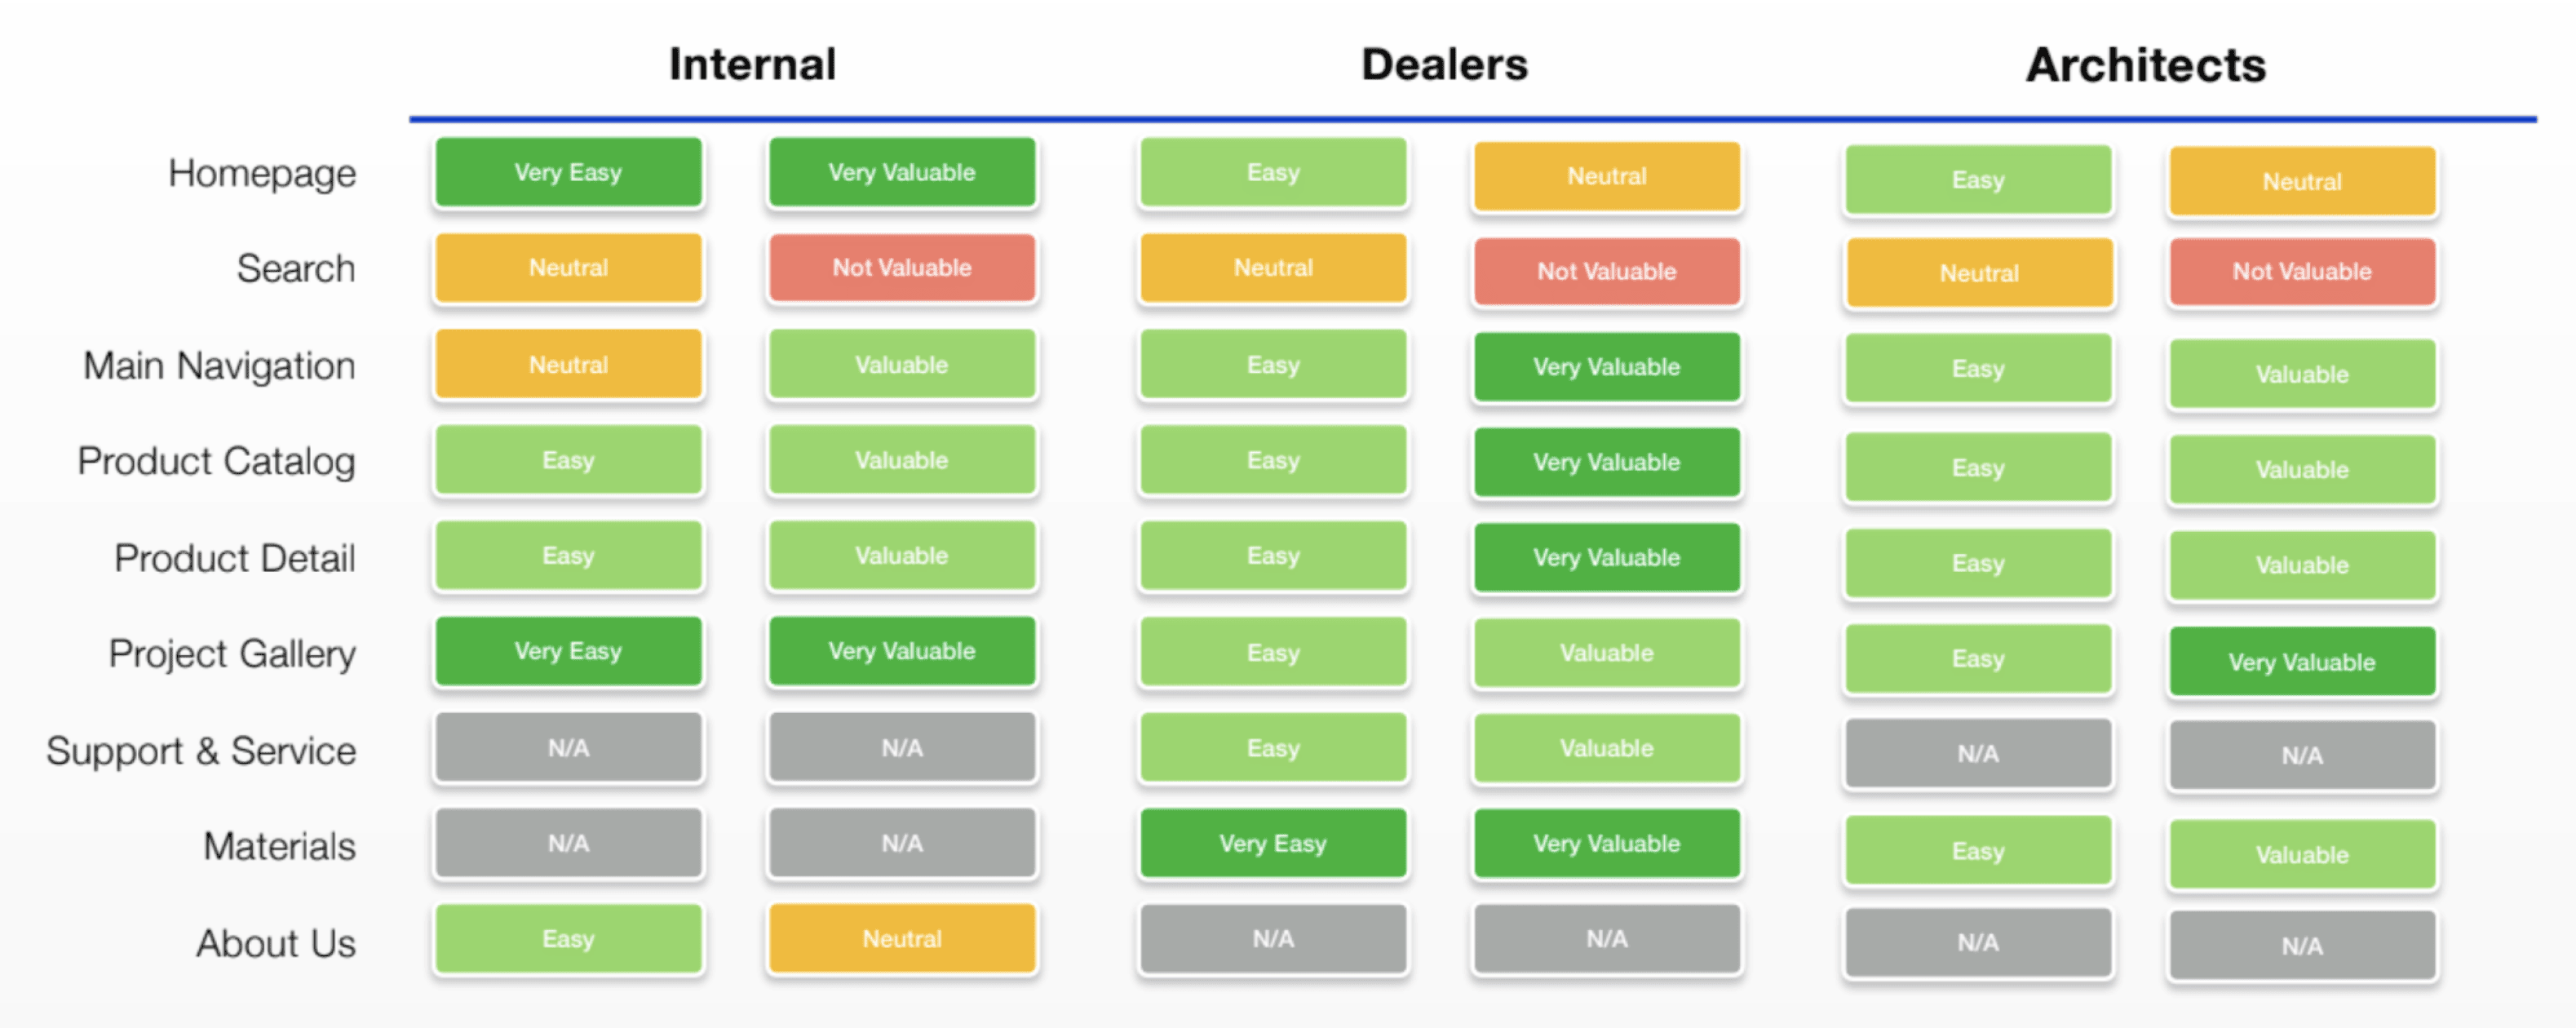 Internal Dealers Architects
Homepage Very Easy Very Valuable Easy Neutral Easy Neutral
Search Neutral Not Valuable Neutral Not Valuable Neutral Not Valuable
Main Navigation Neutral Valuable Easy Very Valuable Easy Valuable
Product Catalog Easy Valuable Easy Very Valuable Easy Valuable
Product Detail Easy Valuable Easy Very Valuable Easy Valuable
Project Gallery Very Easy Very Valuable Easy Valuable Easy Very Valuable
Support & Service N/A N/A Easy Valuable N/A N/A
Materials N/A N/A Very Easy Very Valuable Easy Valuable
About Us Easy Neutral N/A N/A N/A N/A